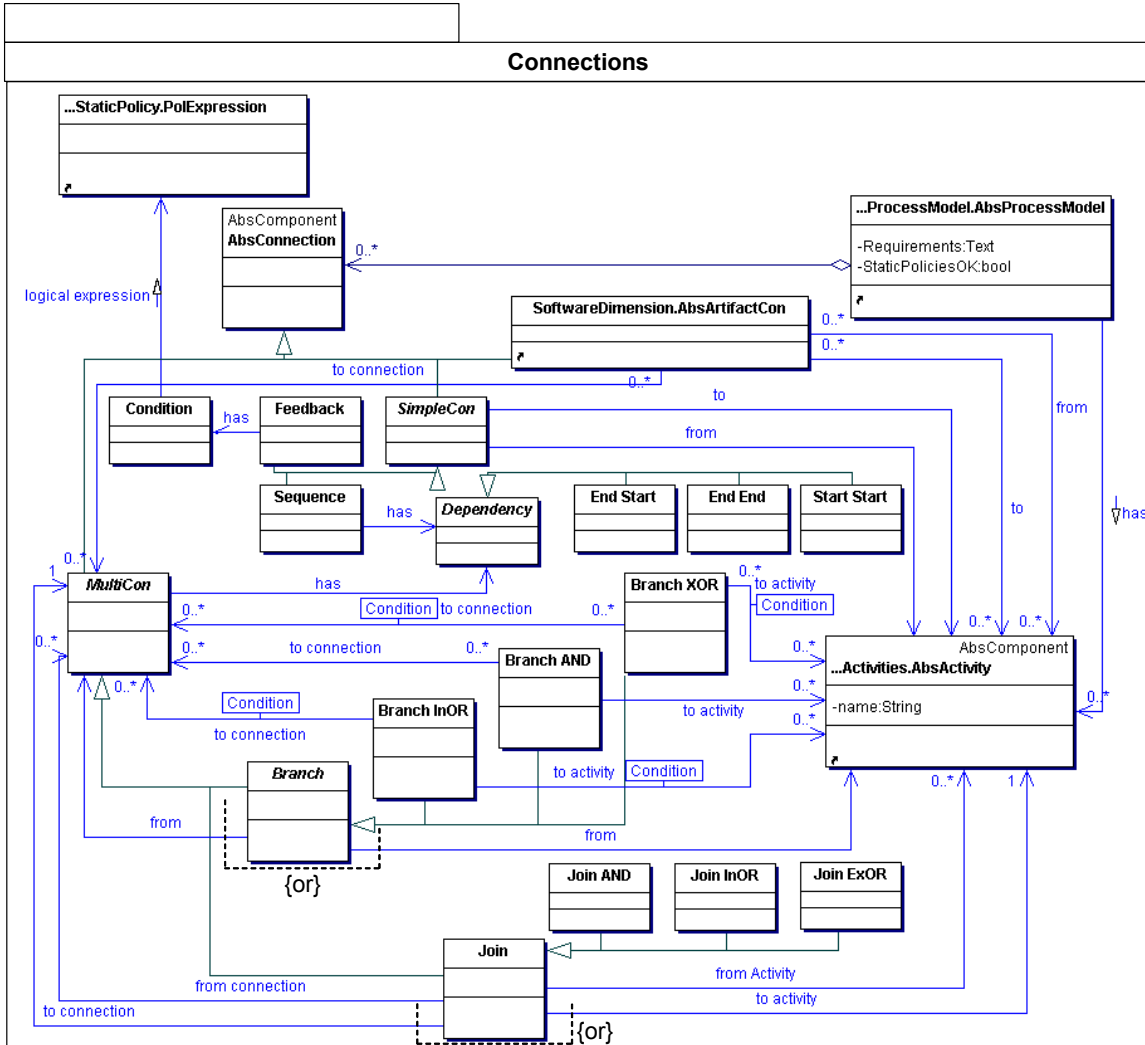 Connections
...StaticPolicy.PolExpression
AbsComponent
AbsConnection
...ProcessModel.AbsProcessModel
-Requirements:Text
-StaticPoliciesOK:bool
0..*
logical expression
SoftwareDimension.AbsArtifactCon
0..*
0..*
to connection
0..*
Condition
has
Feedback
SimpleCon
to
from
from
Sequence
has
Dependency
End Start
End End
Start Start
to
has
0..*
1
MultiCon
has
Branch XOR
0..*
to activity
Condition
0..*
Condition
to connection
0..*
0..*
0..*
0..*
to connection
0..*
0..*
Branch AND
0..*
AbsComponent
...Activities.AbsActivity
-name:String
0..*
0..*
0..*
Condition
to connection
Branch InOR
to activity
0..*
0..*
Branch
to activity
Condition
0..*
1
from
from
{or}
Join AND
Join InOR
Join ExOR
Join
from connection
from Activity
to connection
to activity
{or}